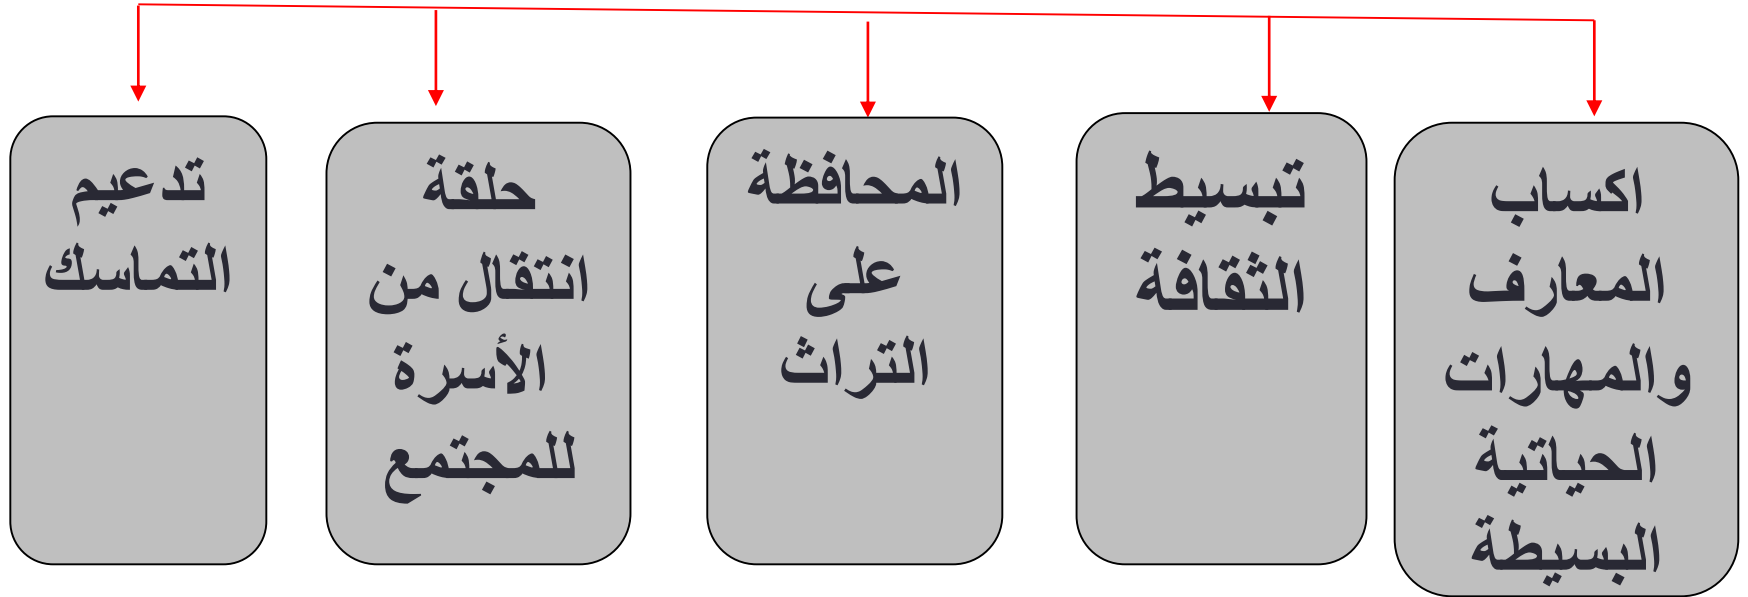 اكساب
المعارف
والمهارات
الحياتية
البسيطة
تبسيط
الثقافة
المحافظة
على
التراث
حلقة
انتقال من
الأسرة
للمجتمع
تدعيم
التماسك